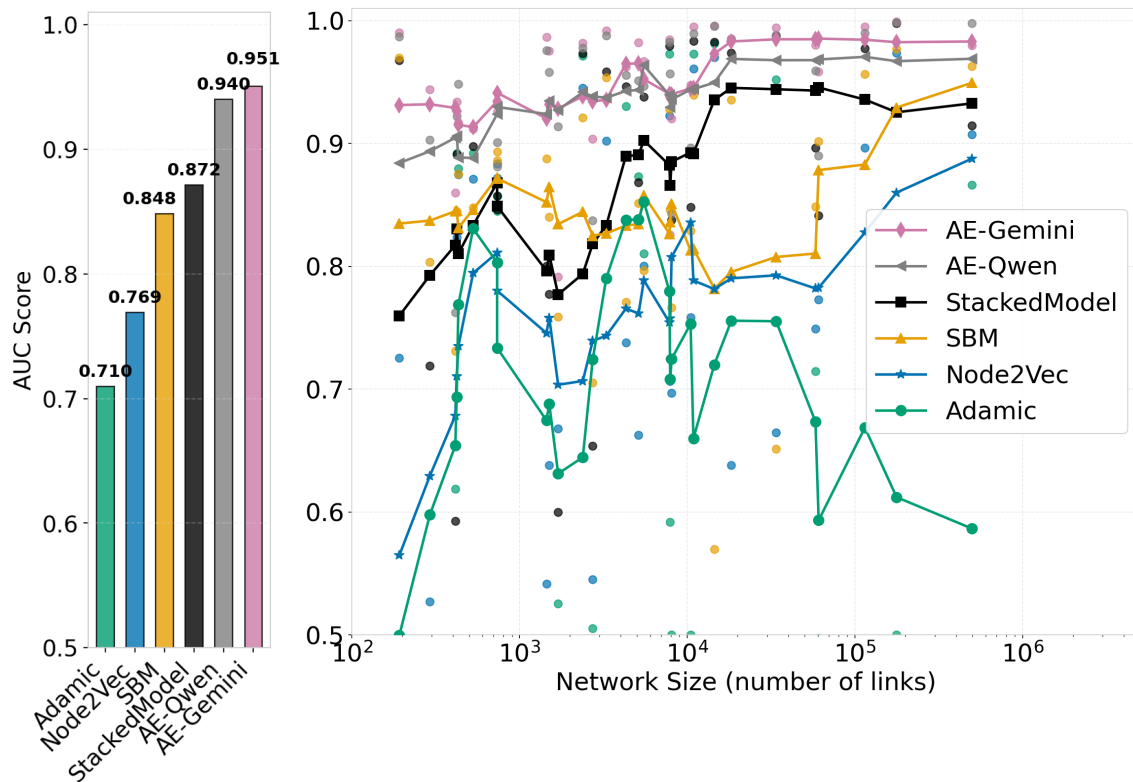 AUC Score
1.0
0.9
0.8
0.7
0.6
0.5
0.710
0.769
0.848
0.872
0.940
0.951
Adamic
Node2Vec
SBM
StackedModel
AE-Qwen
AE-Gemini
1.0
0.9
0.8
0.7
0.6
0.5
10²
10³
10⁴
10⁵
10⁶
Network Size (number of links)
AE-Gemini
AE-Qwen
StackedModel
SBM
Node2Vec
Adamic